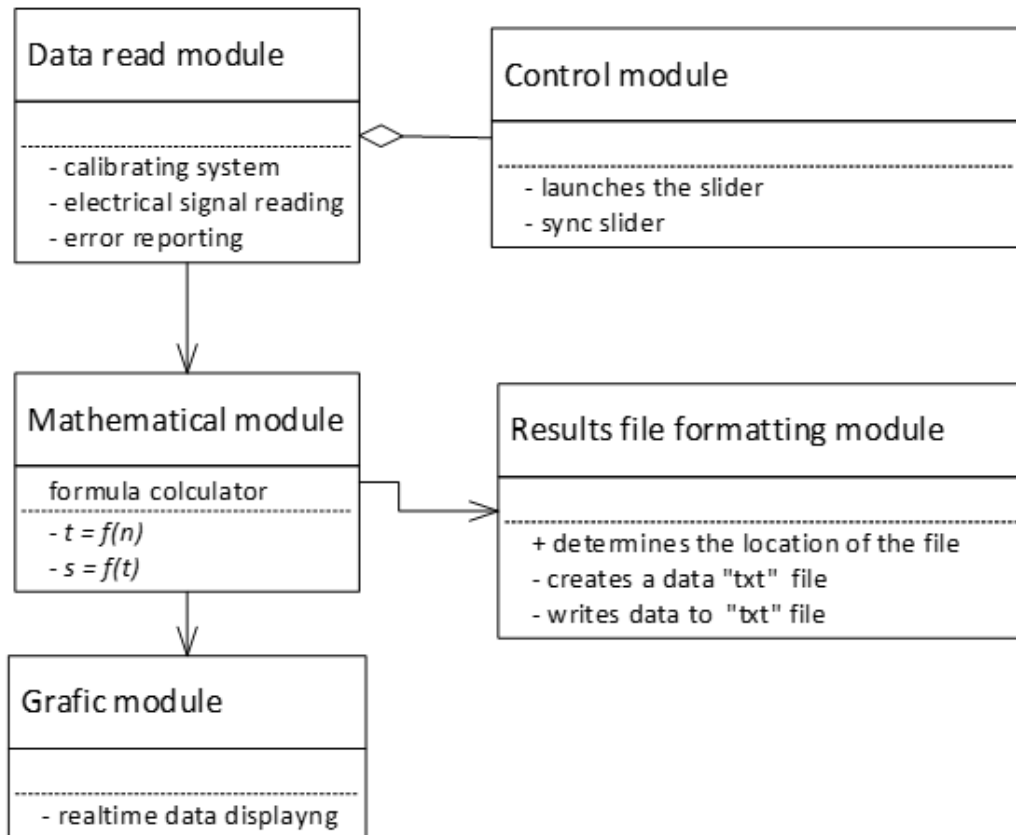 Data read module
- calibrating system
- electrical signal reading
- error reporting
Control module
- launches the slider
- sync slider
Mathematical module
formula colculator
- t = f(n)
- s = f(t)
Results file formatting module
+ determines the location of the file
- creates a data "txt" file
- writes data to "txt" file
Grafic module
- realtime data displayng